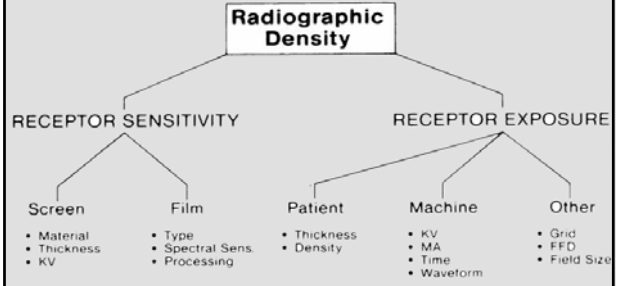 Radiographic
Density
RECEPTOR SENSITIVITY
RECEPTOR EXPOSURE
Screen
• Material
• Thickness
• KV
Film
• Type
• Spectral Sens.
• Processing
Patient
• Thickness
• Density
Machine
• KV
• MA
• Time
• Waveform
Other
• Grid
• FFD
• Field Size